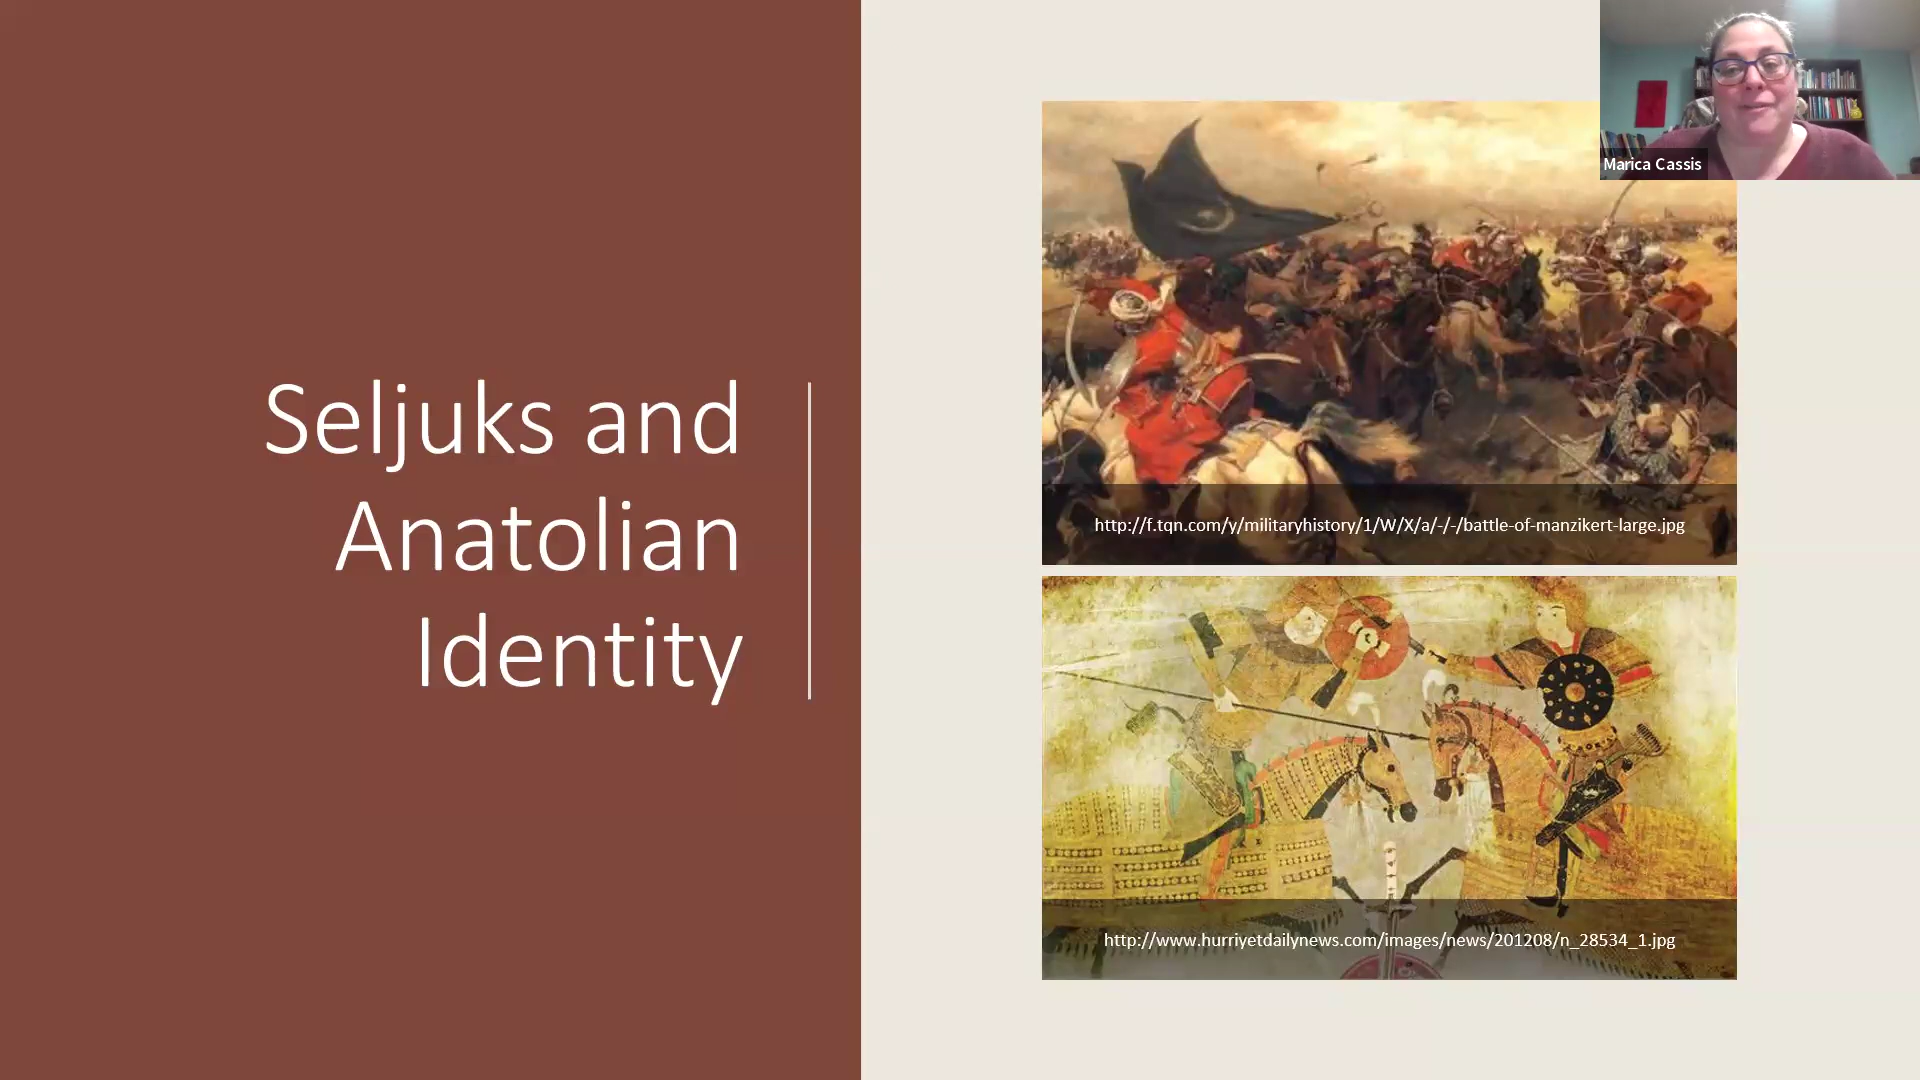 Seljuks and
Anatolian
Identity
Marica Cassis
http://f.tqn.com/y/militaryhistory/1/W/X/a/-/-/battle-of-manzikert-large.jpg
http://www.hurriyetdailynews.com/images/news/201208/n_28534_1.jpg